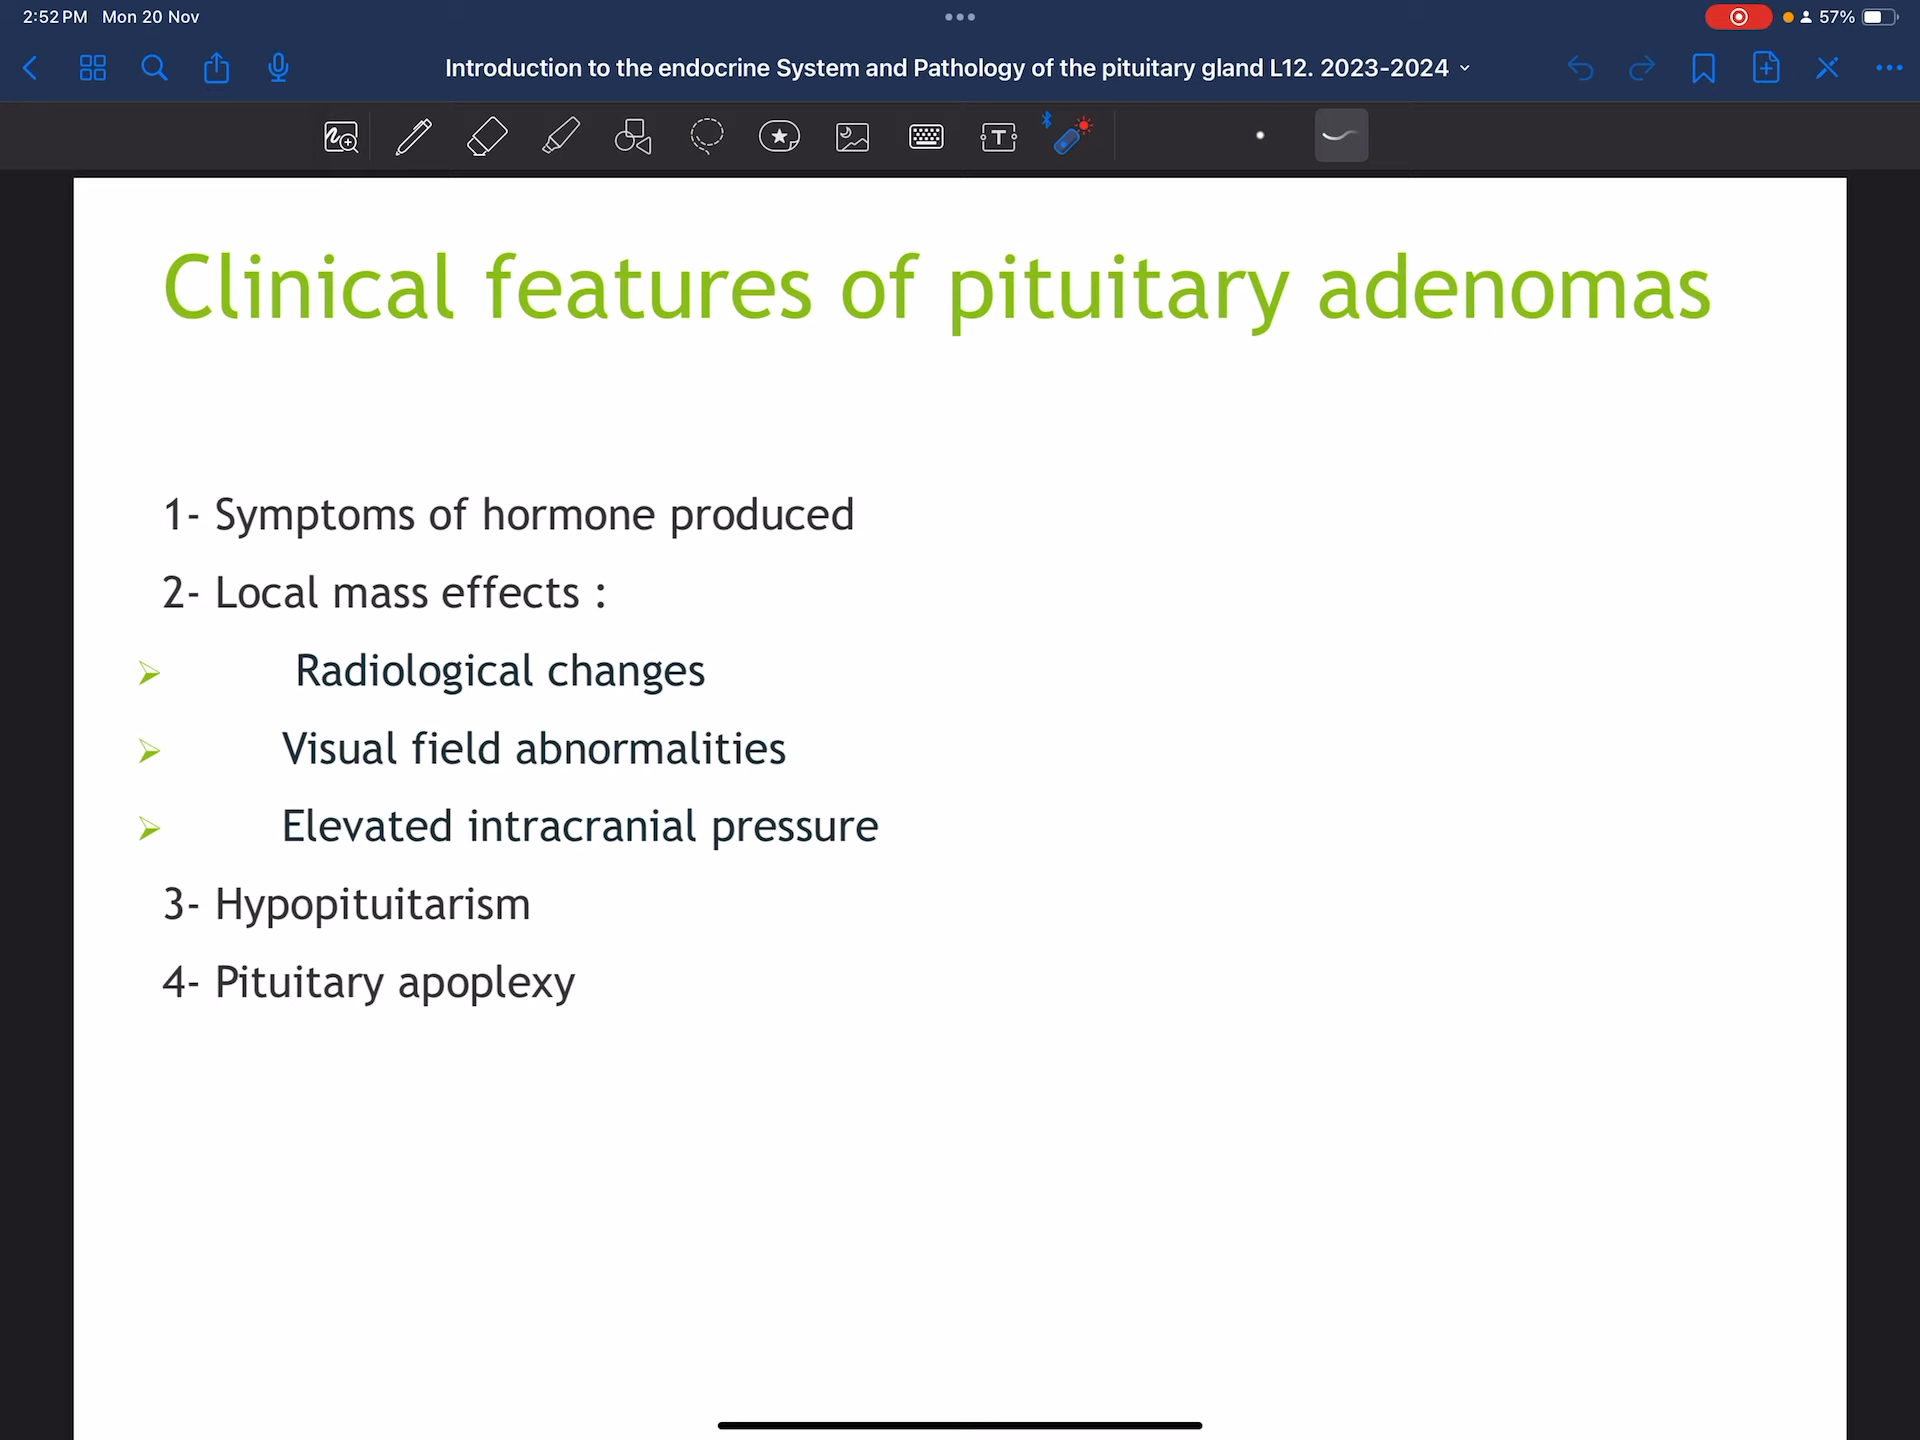 2:52 PM Mon 20 Nov
57%
Introduction to the endocrine System and Pathology of the pituitary gland L12. 2023-2024
Clinical features of pituitary adenomas
1- Symptoms of hormone produced
2- Local mass effects :
➢ Radiological changes
➢ Visual field abnormalities
➢ Elevated intracranial pressure
3- Hypopituitarism
4- Pituitary apoplexy